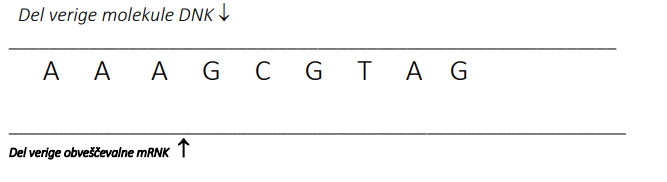 Del verige molekule DNK ↓
A A A G C G T A G
Del verige obveščevalne mRNK ↑